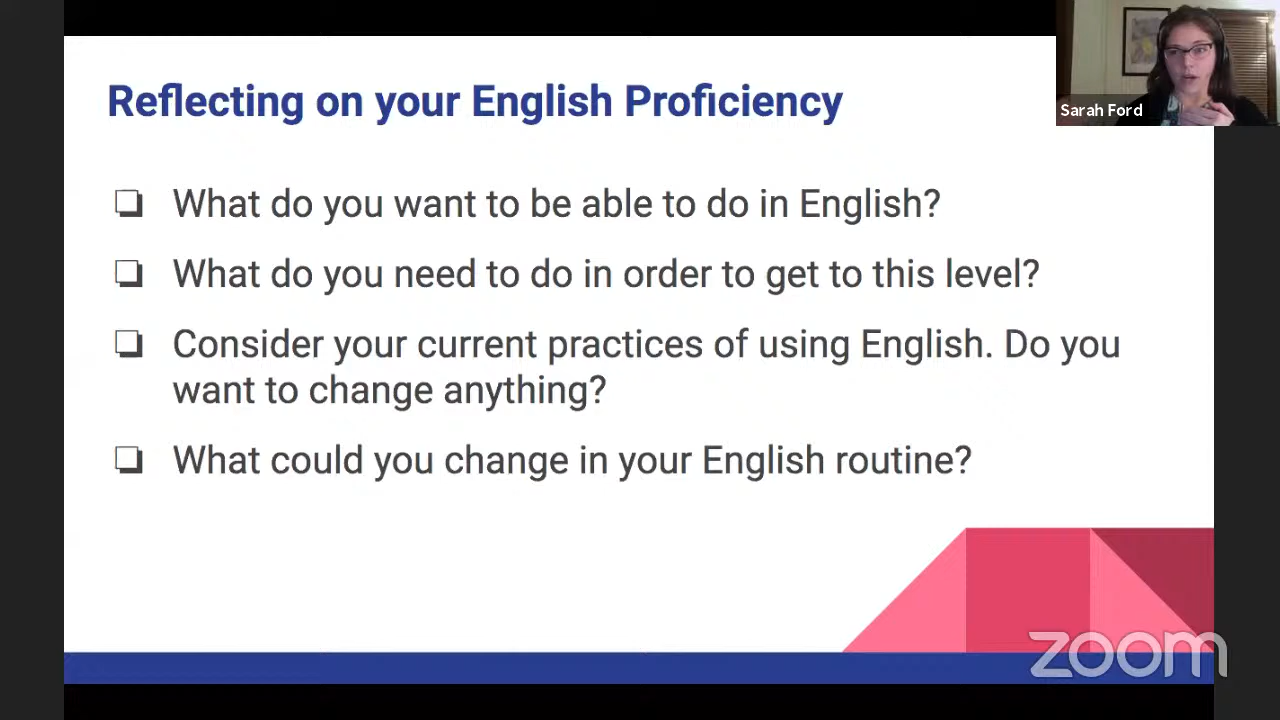 Reflecting on your English Proficiency
Sarah Ford
❏ What do you want to be able to do in English?
❏ What do you need to do in order to get to this level?
❏ Consider your current practices of using English. Do you
want to change anything?
❏ What could you change in your English routine?
zoom